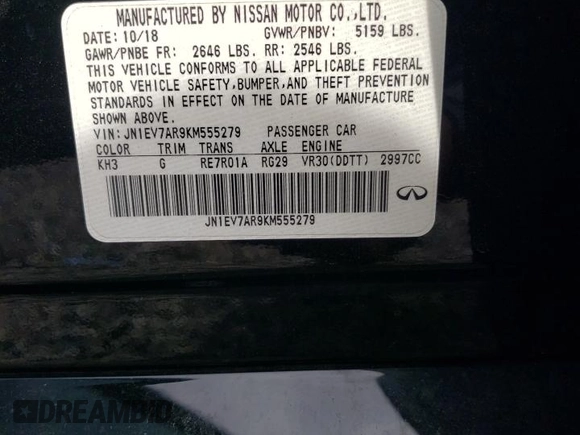 MANUFACTURED BY NISSAN MOTOR CO.,LTD.
DATE: 10/18 GVWR/PNBV: 5159 LBS.
GAWR/PNBE FR: 2646 LBS. RR: 2546 LBS.
THIS VEHICLE CONFORMS TO ALL APPLICABLE FEDERAL
MOTOR VEHICLE SAFETY, BUMPER, AND THEFT PREVENTION
STANDARDS IN EFFECT ON THE DATE OF MANUFACTURE
SHOWN ABOVE.
VIN: JN1EV7AR9KM555279 PASSENGER CAR
COLOR TRIM TRANS AXLE ENGINE
KH3 G RE7R01A RG29 VR30(DDTT) 2997CC
JN1EV7AR9KM555279
DREAMBID